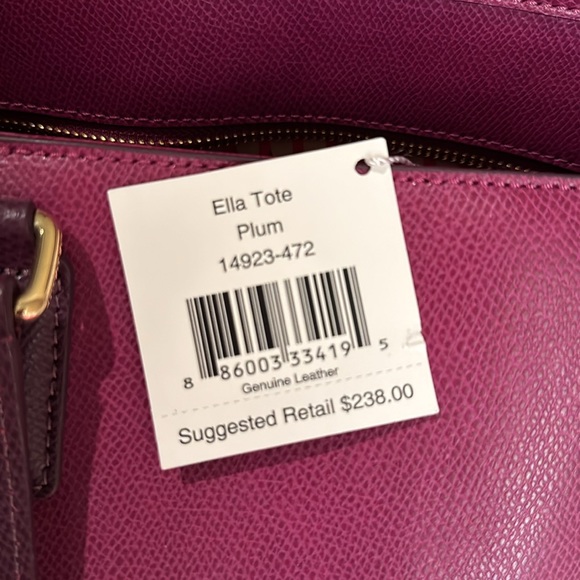 Ella Tote
Plum
14923-472
8 86003 33419 5
Genuine Leather
Suggested Retail $238.00